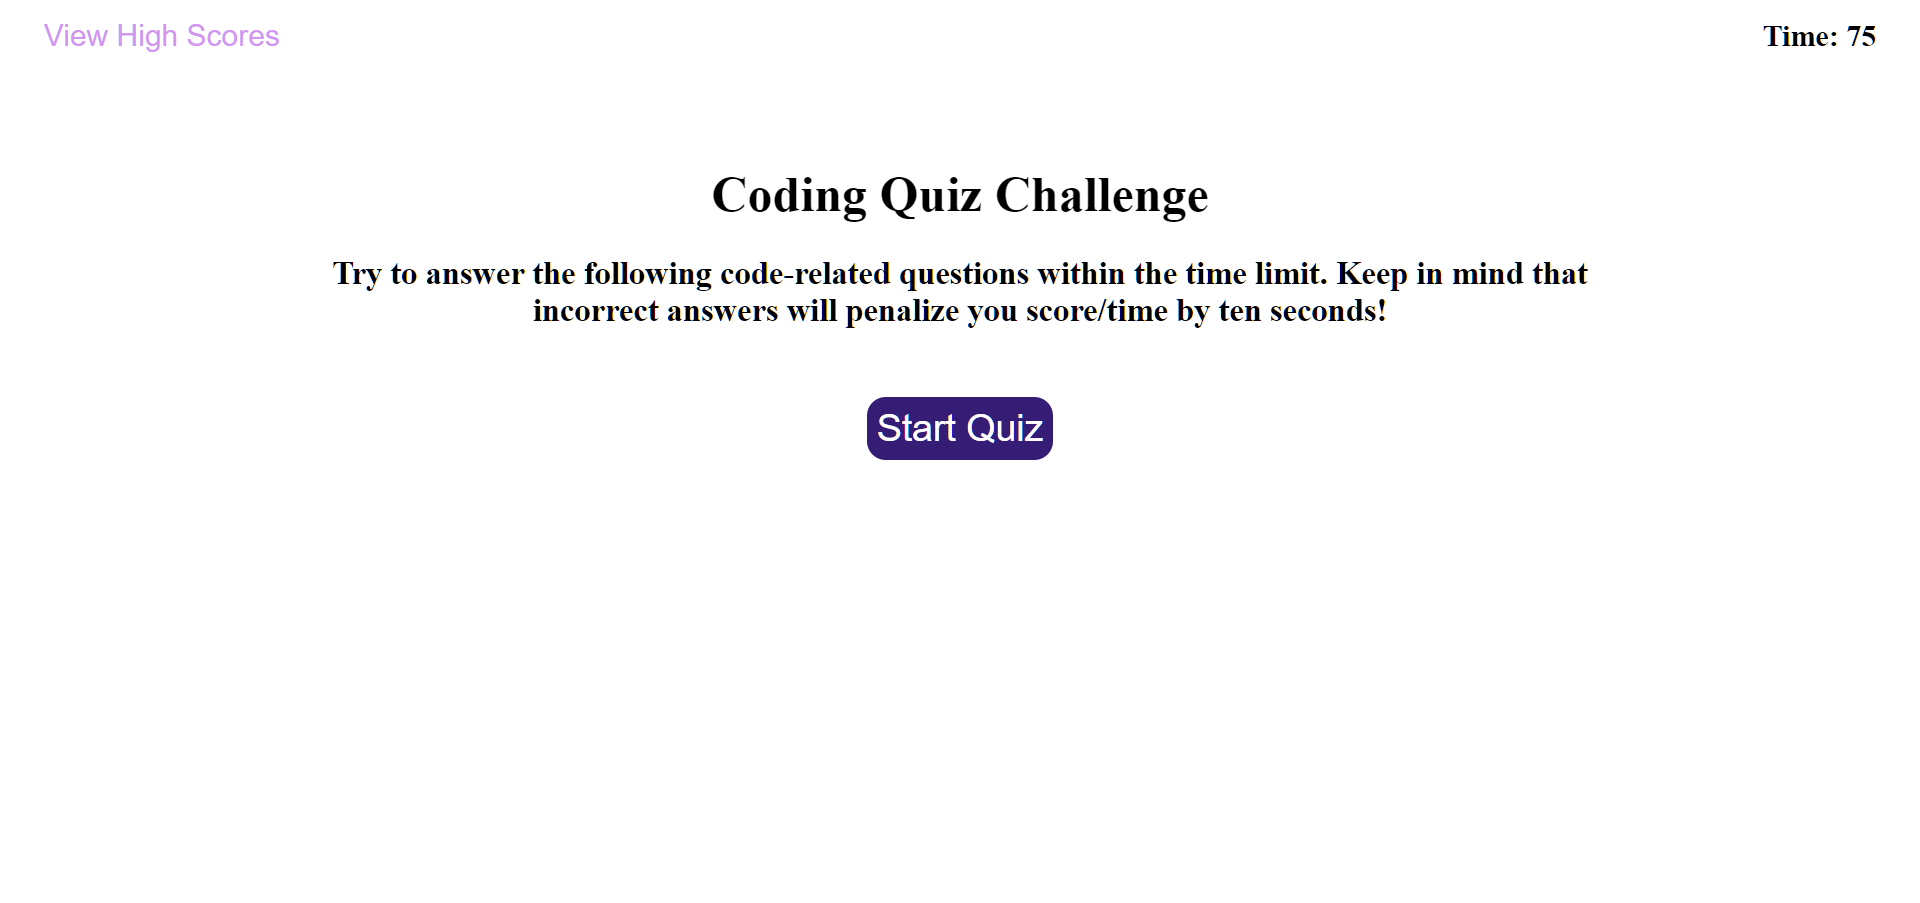 View High Scores
Time: 75
Coding Quiz Challenge
Try to answer the following code-related questions within the time limit. Keep in mind that
incorrect answers will penalize you score/time by ten seconds!
Start Quiz